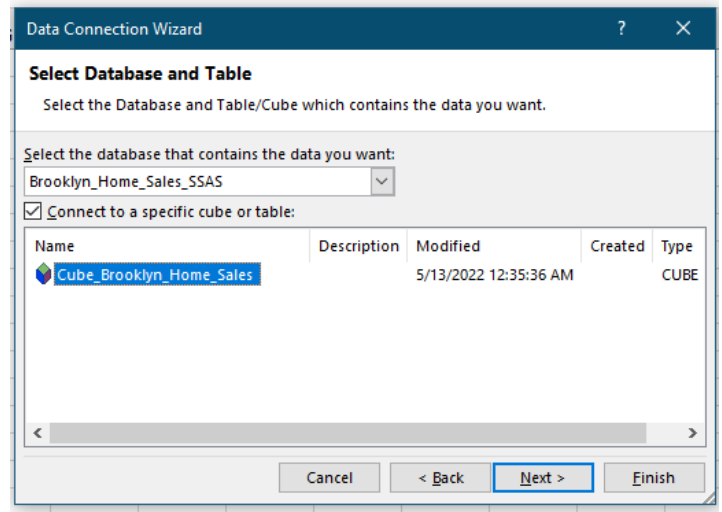 Data Connection Wizard ?
Select Database and Table
Select the Database and Table/Cube which contains the data you want.
Select the database that contains the data you want:
Brooklyn_Home_Sales_SSAS
Connect to a specific cube or table:
Name Description Modified Created Type
Cube_Brooklyn_Home_Sales 5/13/2022 12:35:36 AM CUBE
Cancel < Back Next > Finish